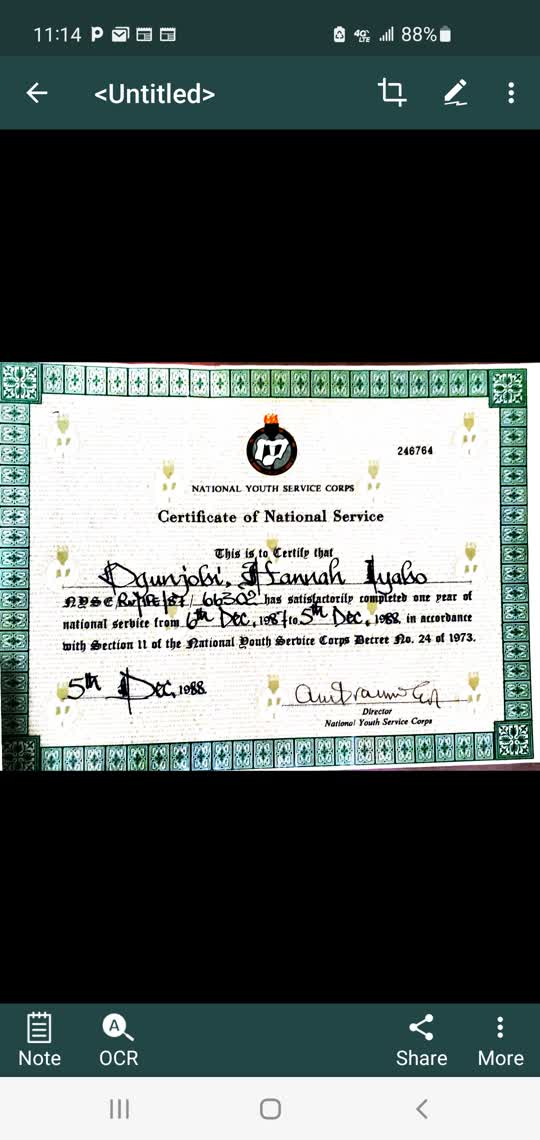 11:14
4G LTE 88%
<Untitled>
246764
NATIONAL YOUTH SERVICE CORPS
Certificate of National Service
This is to Certify that
Ogunjobi, Hannah Iyabo
NYSC /87/ 66302 has satisfactorily completed one year of
national service from 6th Dec, 1987 to 5th Dec, 1988 in accordance
with Section 11 of the National Youth Service Corps Decree No. 24 of 1973.
5th Dec, 1988
Director
National Youth Service Corps
Note OCR Share More